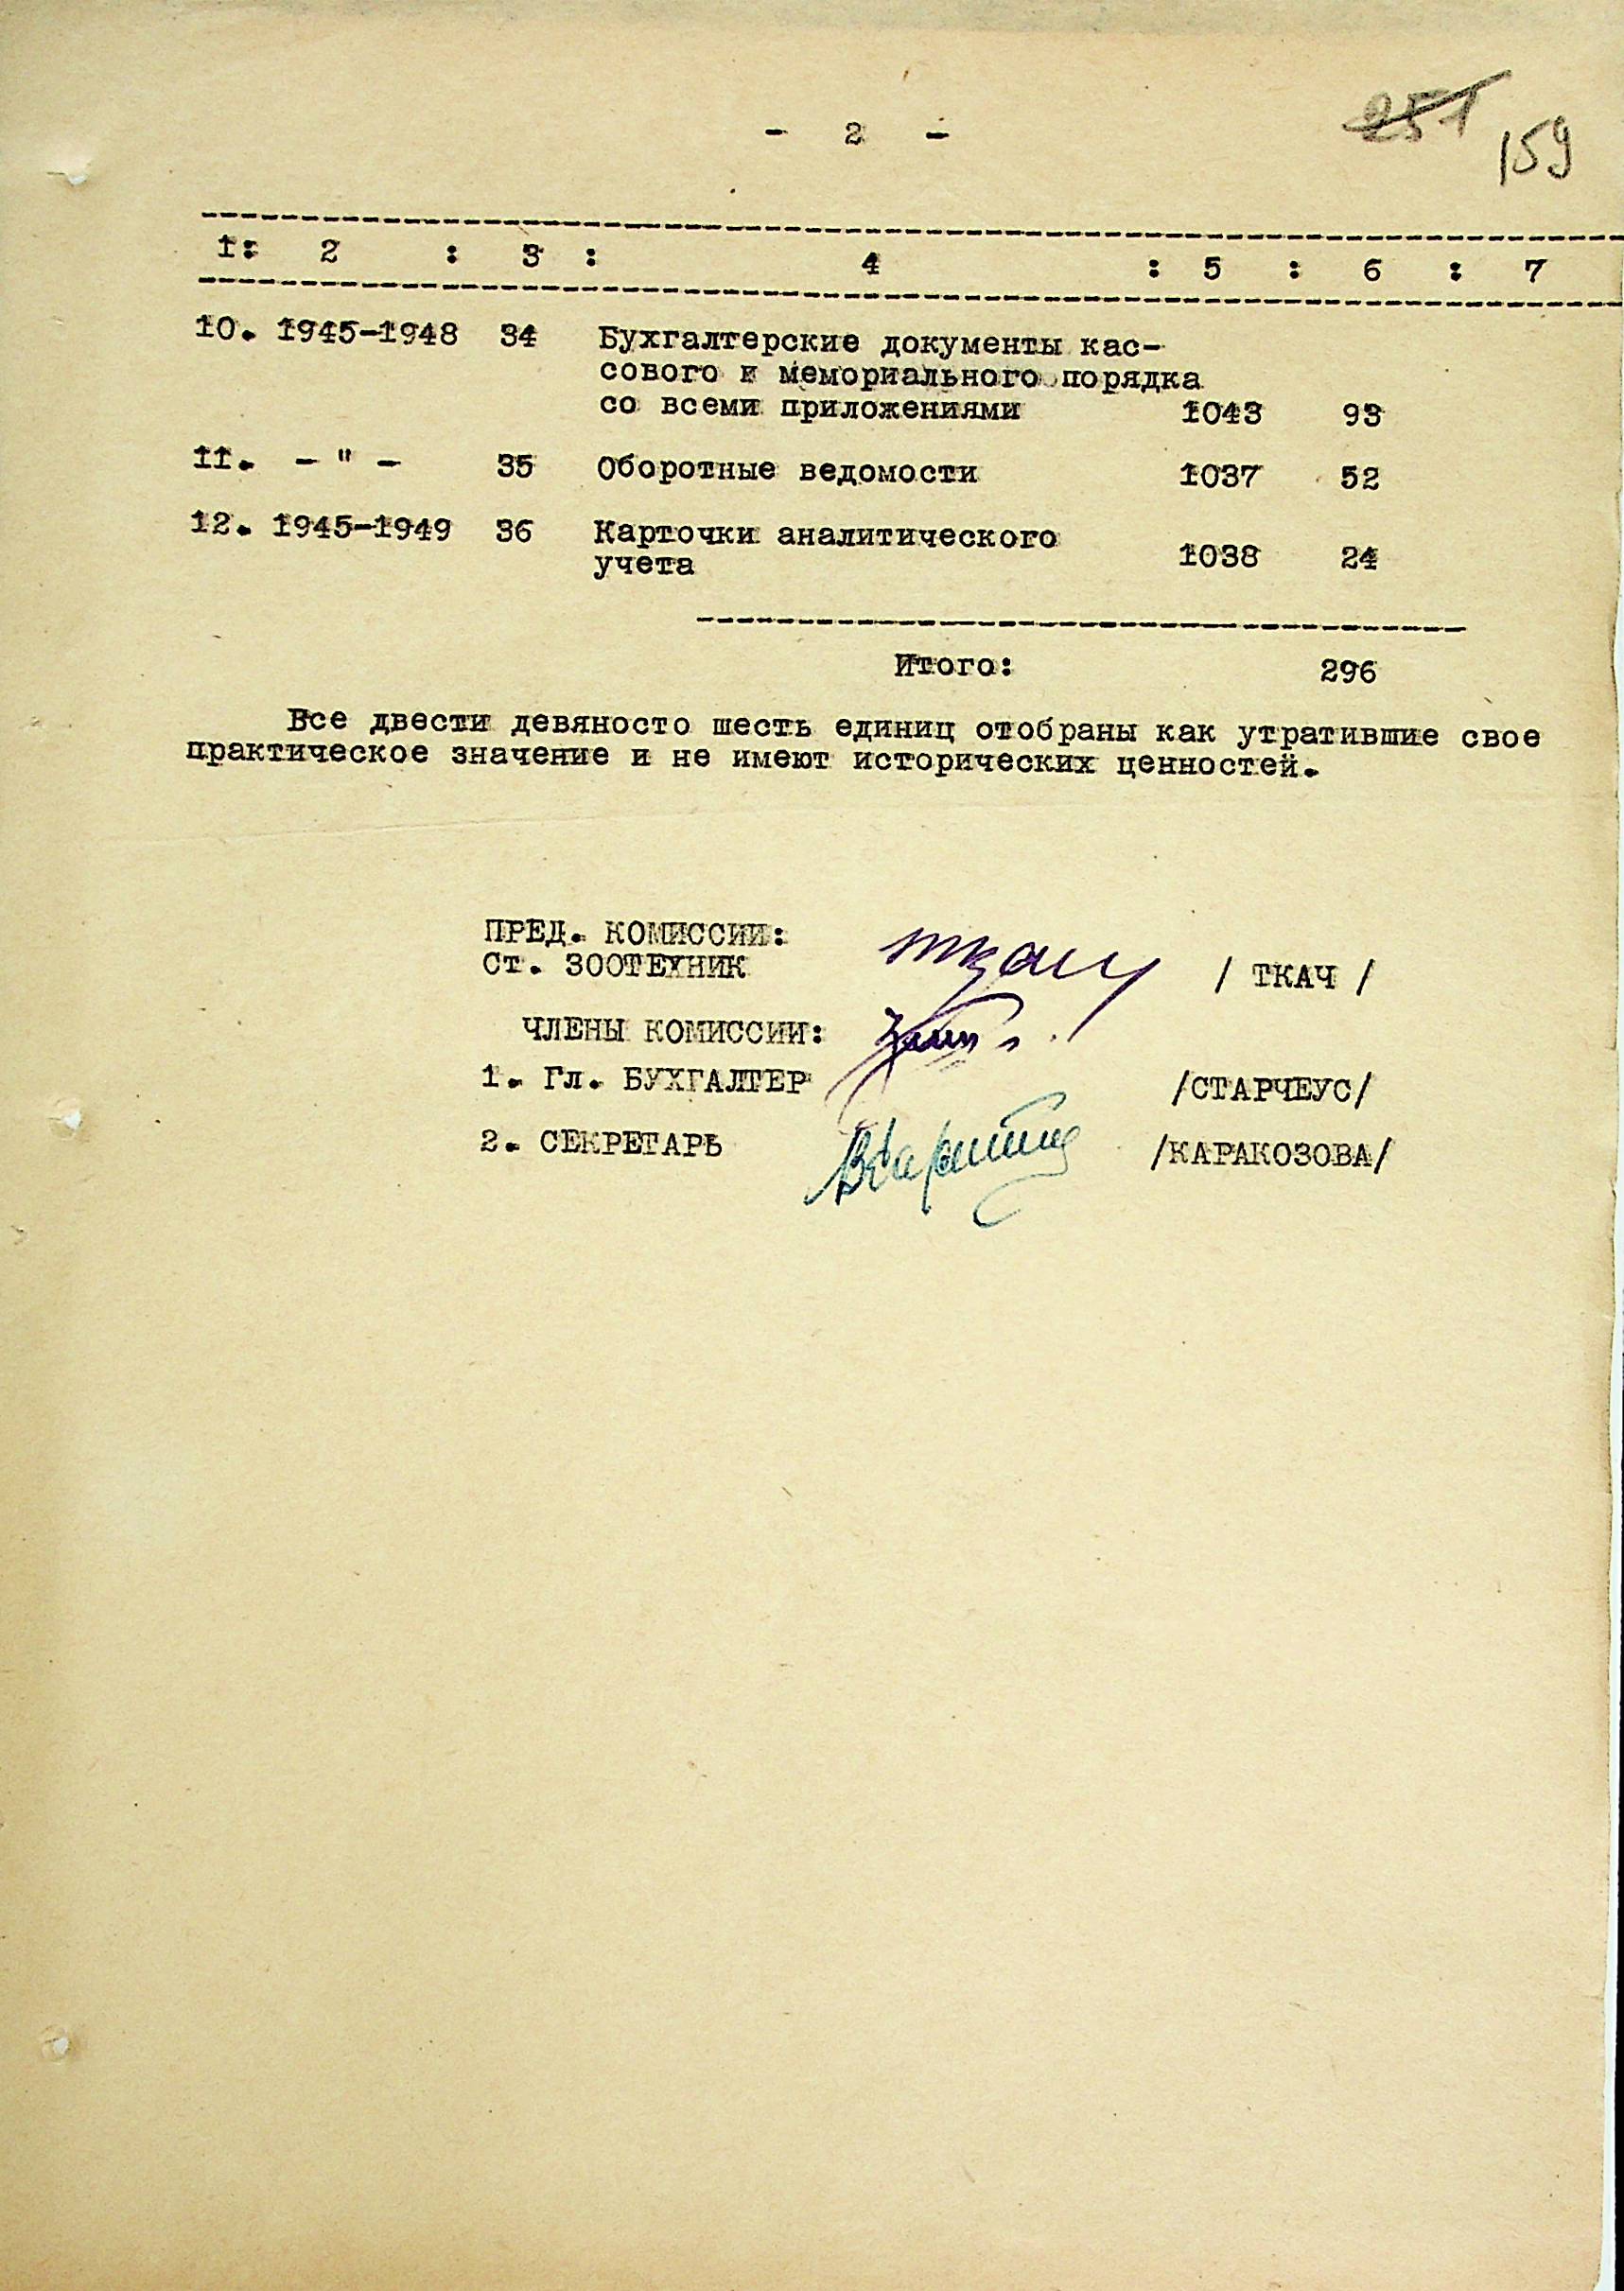 251
159
- 2 -
1: 2 : 3 : 4 : 5 : 6 : 7
10. 1945-1948 34 Бухгалтерские документы кас-
сового и мемориального порядка
со всеми приложениями 1043 93
11. - " - 35 Оборотные ведомости 1037 52
12. 1945-1949 36 Карточки аналитического
учета 1038 24
Итого: 296
Все двести девяносто шесть единиц отобраны как утратившие свое
практическое значение и не имеют исторических ценностей.
ПРЕД. КОМИССИИ:
Ст. ЗООТЕХНИК Ткач / ТКАЧ /
ЧЛЕНЫ КОМИССИИ:
1. Гл. БУХГАЛТЕР /СТАРЧЕУС/
2. СЕКРЕТАРЬ /КАРАКОЗОВА/